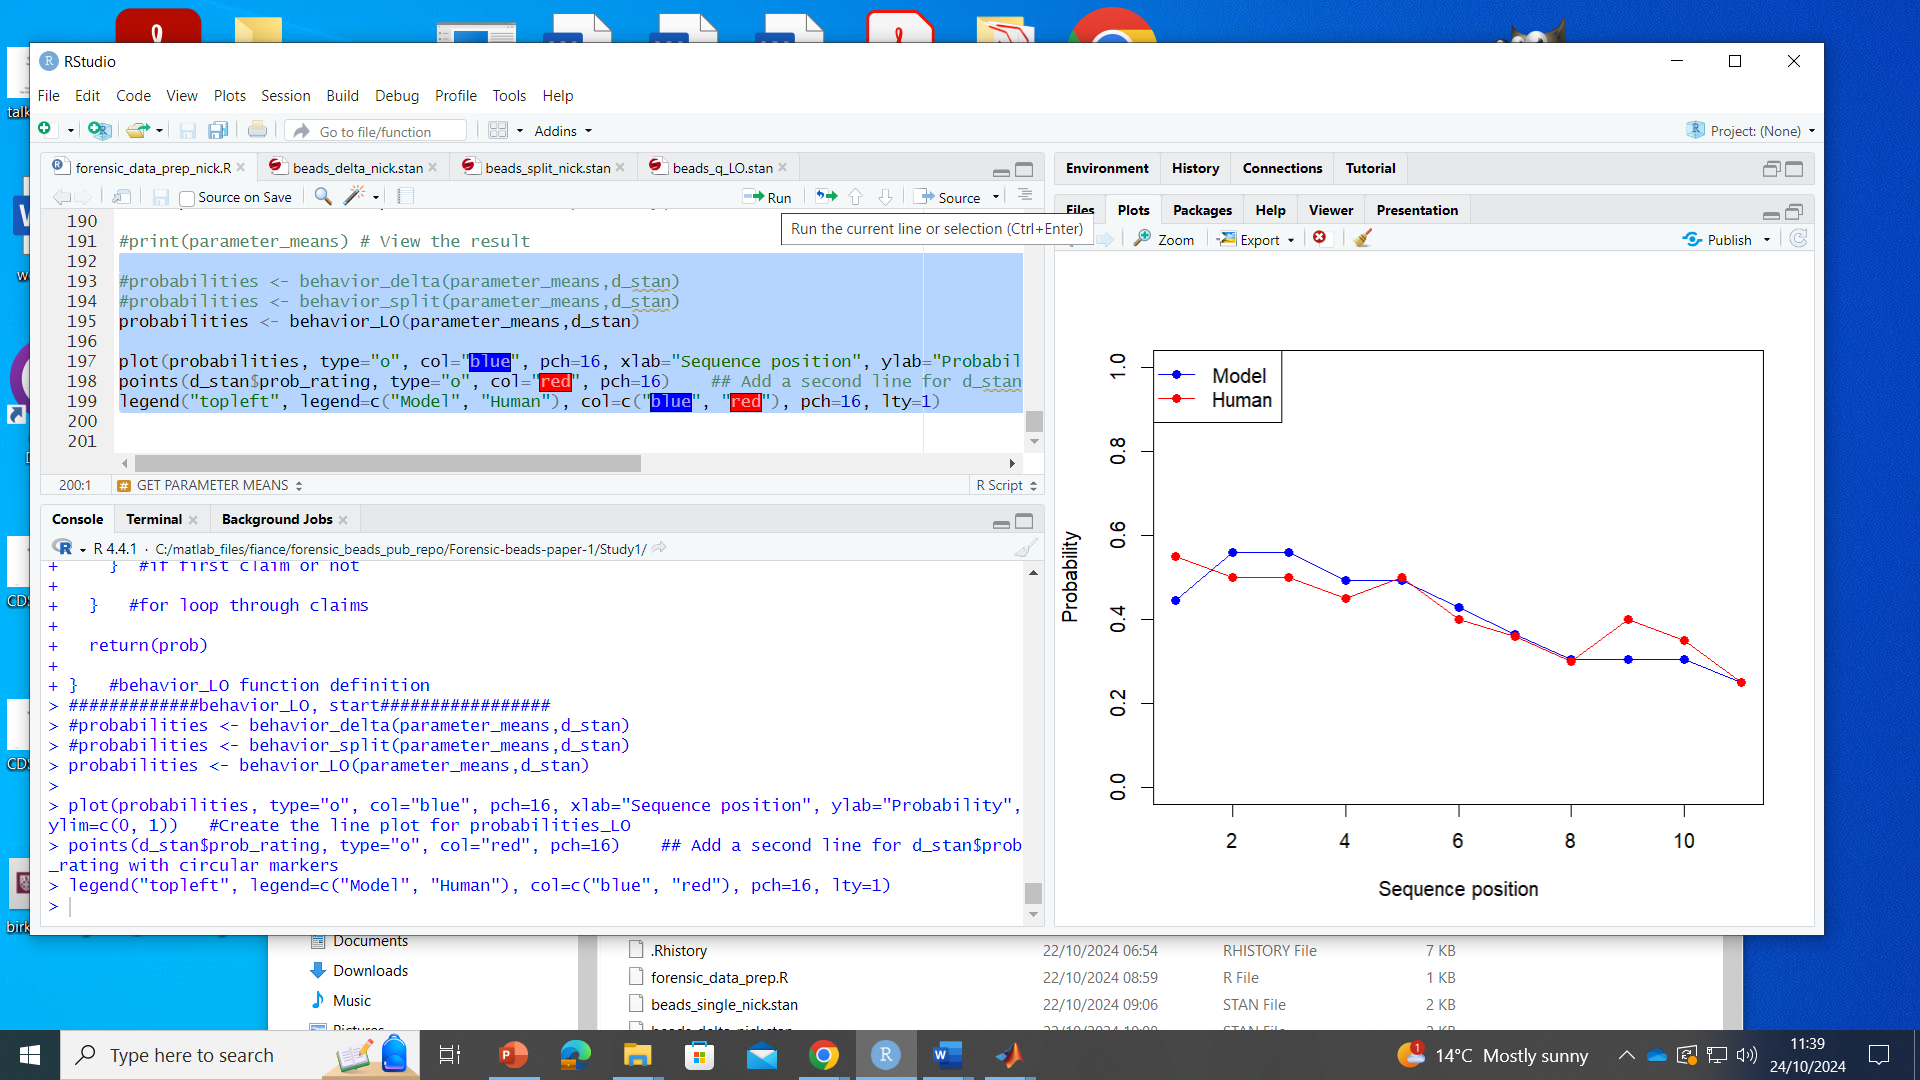 talk
RStudio
File Edit Code View Plots Session Build Debug Profile Tools Help
Go to file/function
Addins
Project: (None)
forensic_data_prep_nick.R
beads_delta_nick.stan
beads_split_nick.stan
beads_q_LO.stan
Source on Save
Run
Source
Run the current line or selection (Ctrl+Enter)
190
191 #print(parameter_means) # View the result
192
193 #probabilities <- behavior_delta(parameter_means,d_stan)
194 #probabilities <- behavior_split(parameter_means,d_stan)
195 probabilities <- behavior_LO(parameter_means,d_stan)
196
197 plot(probabilities, type="o", col="blue", pch=16, xlab="Sequence position", ylab="Probabil
198 points(d_stan$prob_rating, type="o", col="red", pch=16) ## Add a second line for d_stan
199 legend("topleft", legend=c("Model", "Human"), col=c("blue", "red"), pch=16, lty=1)
200
201
200:1 GET PARAMETER MEANS
R Script
Console Terminal Background Jobs
R 4.4.1 · C:/matlab_files/fiance/forensic_beads_pub_repo/Forensic-beads-paper-1/Study1/
+ } #if first claim or not
+
+ } #for loop through claims
+
+ return(prob)
+
+ } #behavior_LO function definition
> #############behavior_LO, start#################
> #probabilities <- behavior_delta(parameter_means,d_stan)
> #probabilities <- behavior_split(parameter_means,d_stan)
> probabilities <- behavior_LO(parameter_means,d_stan)
>
> plot(probabilities, type="o", col="blue", pch=16, xlab="Sequence position", ylab="Probability",
ylim=c(0, 1)) #Create the line plot for probabilities_LO
> points(d_stan$prob_rating, type="o", col="red", pch=16) ## Add a second line for d_stan$prob
_rating with circular markers
> legend("topleft", legend=c("Model", "Human"), col=c("blue", "red"), pch=16, lty=1)
>
Environment History Connections Tutorial
Files Plots Packages Help Viewer Presentation
Zoom Export Publish
Model
Human
1.0
0.8
0.6
0.4
0.2
0.0
Probability
2 4 6 8 10
Sequence position
CDS
CDS
birk
Documents
Downloads
Music
Pictures
.Rhistory 22/10/2024 06:54 RHISTORY File 7 KB
forensic_data_prep.R 22/10/2024 08:59 R File 1 KB
beads_single_nick.stan 22/10/2024 09:06 STAN File 2 KB
Type here to search
1
14°C Mostly sunny
11:39
24/10/2024